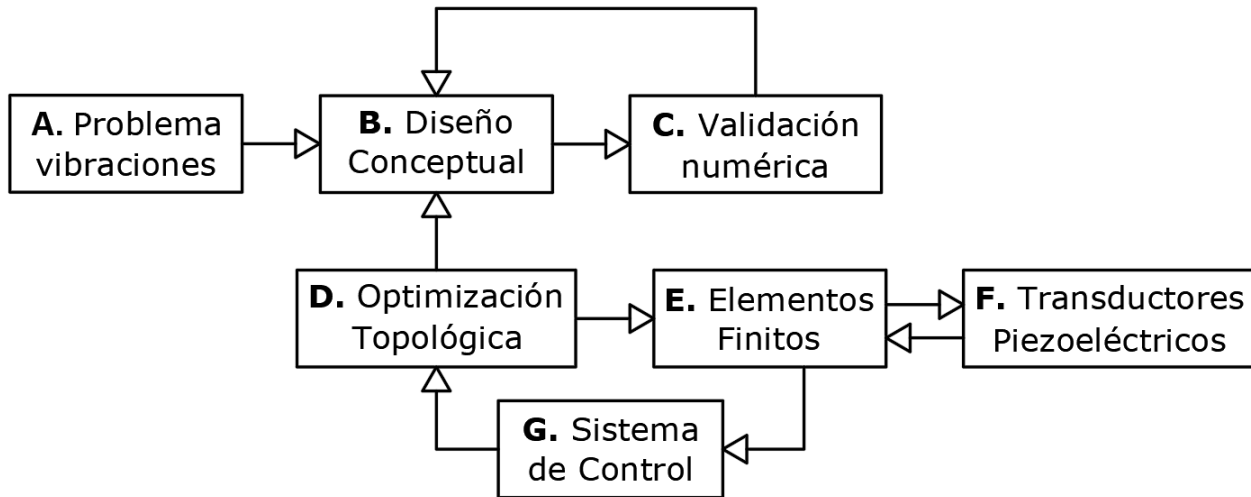 A. Problema
vibraciones
B. Diseño
Conceptual
C. Validación
numérica
D. Optimización
Topológica
E. Elementos
Finitos
F. Transductores
Piezoeléctricos
G. Sistema
de Control